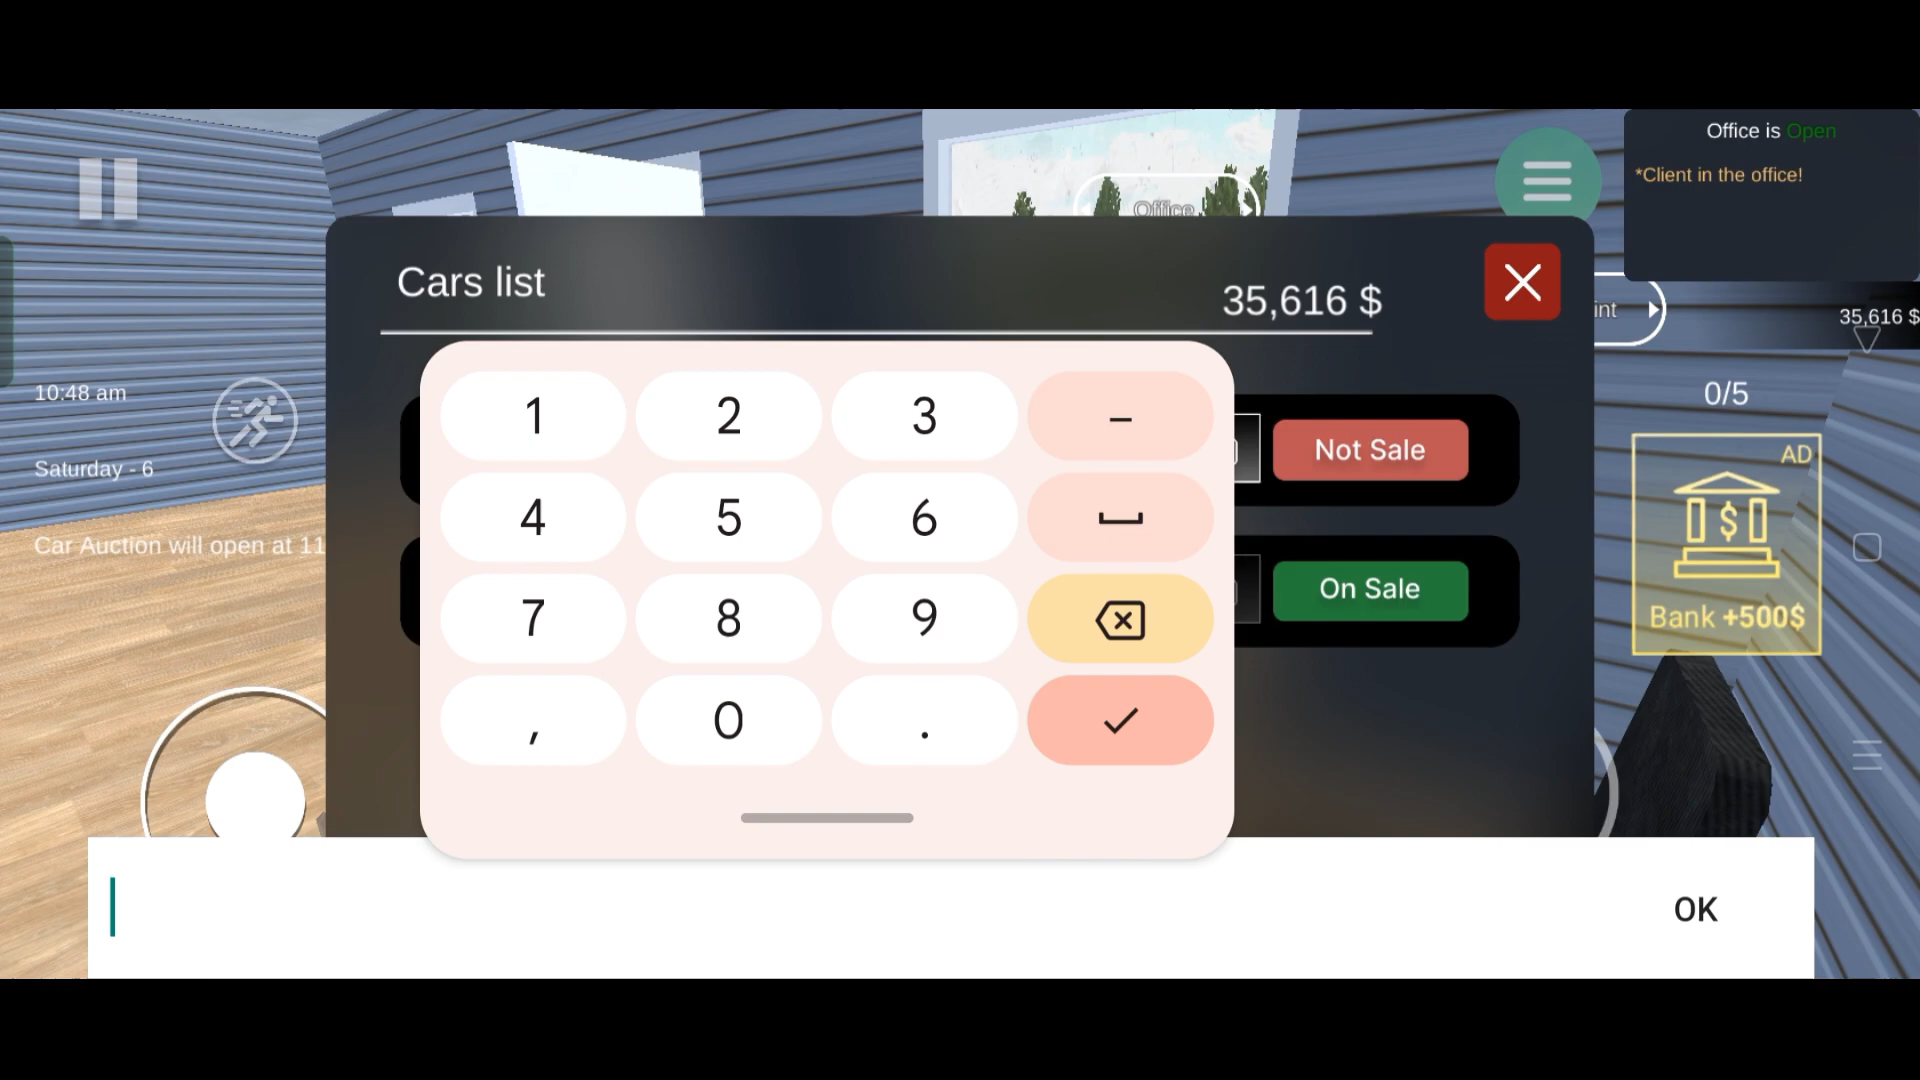 Office is Open
*Client in the office!
Office
Cars list
35,616 $
int
35,616 $
10:48 am
0/5
Saturday - 6
Car Auction will open at 11
1 2 3 –
4 5 6
7 8 9
, 0 .
Not Sale
On Sale
AD
$
Bank +500$
OK